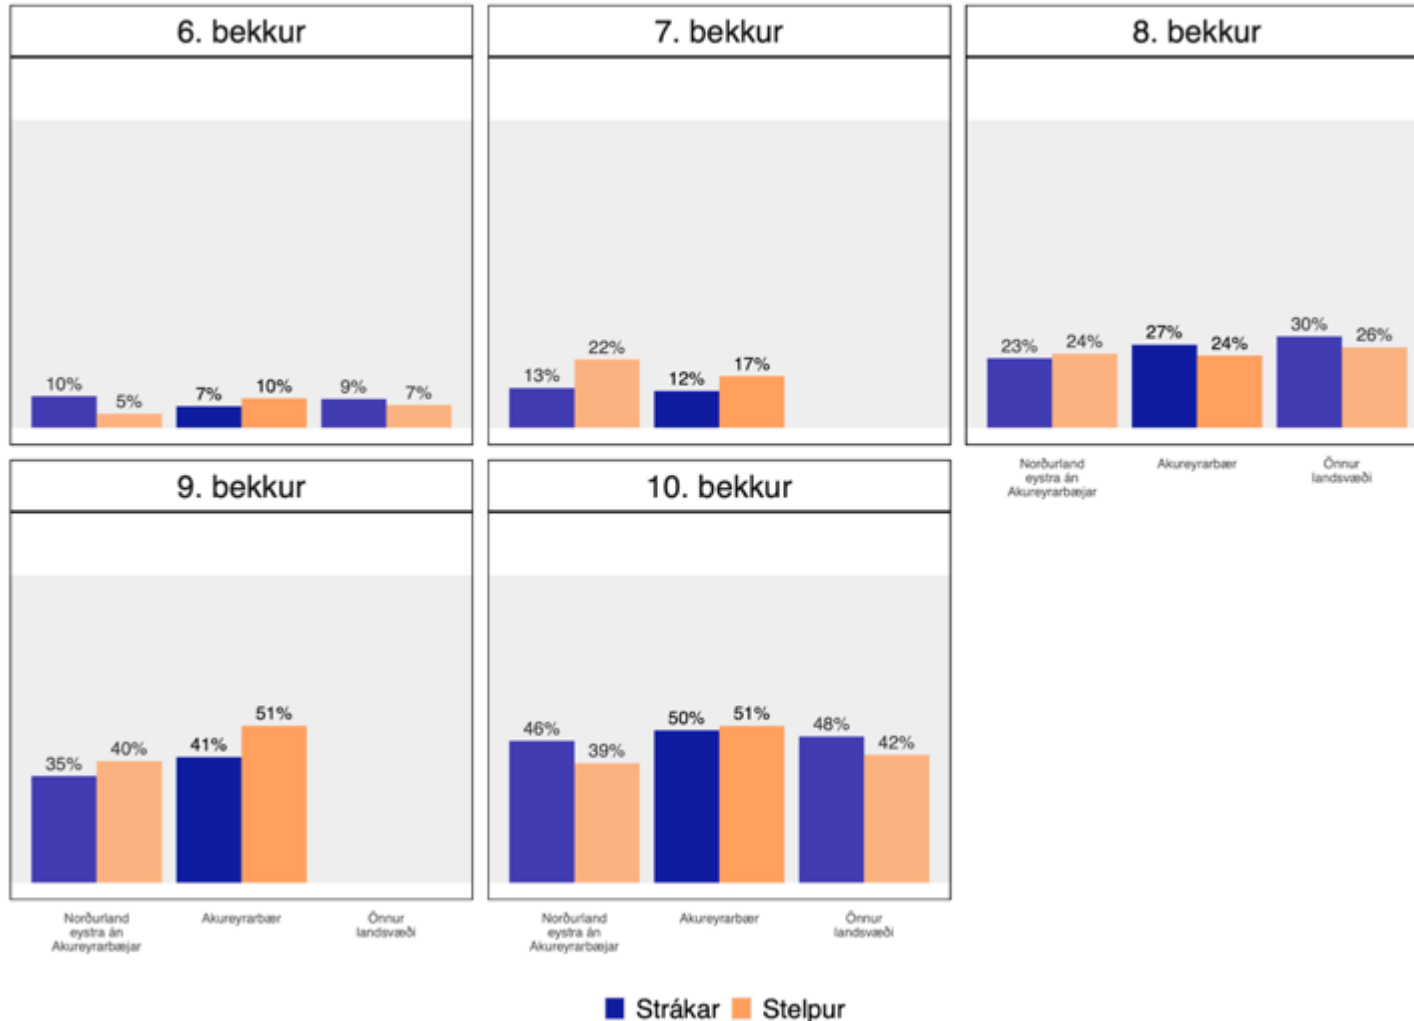 6. bekkur
10%
5%
7%
10%
9%
7%
7. bekkur
13%
22%
12%
17%
8. bekkur
23%
24%
27%
24%
30%
26%
Norðurland
eystra án
Akureyrarbæjar
Akureyrarbær
Önnur
landsvæði
9. bekkur
35%
40%
41%
51%
Norðurland
eystra án
Akureyrarbæjar
Akureyrarbær
Önnur
landsvæði
10. bekkur
46%
39%
50%
51%
48%
42%
Norðurland
eystra án
Akureyrarbæjar
Akureyrarbær
Önnur
landsvæði
Strákar Stelpur